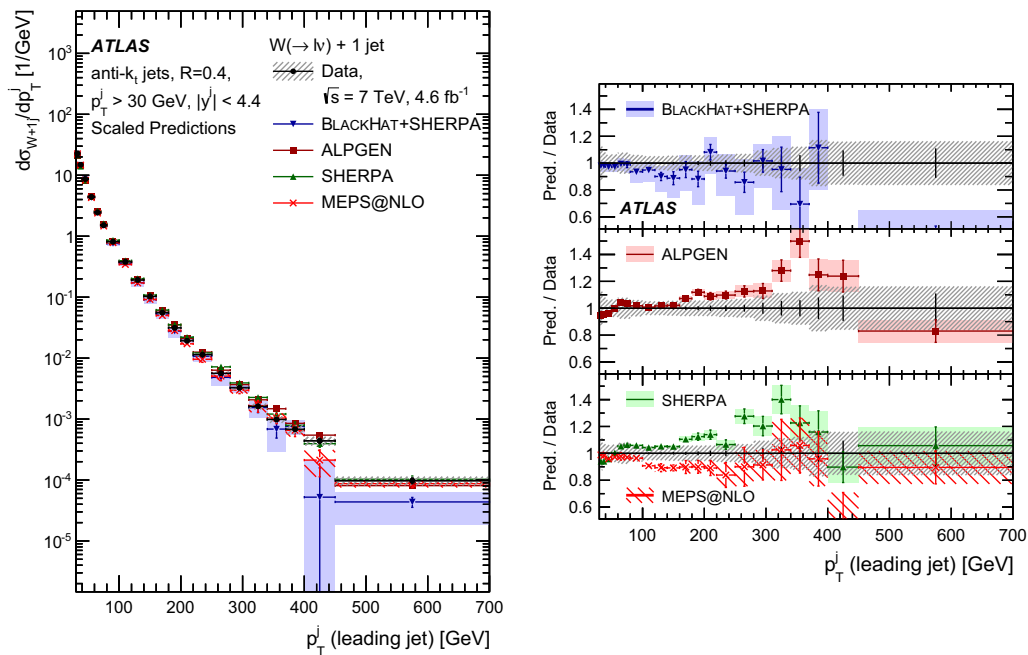 dσ_W+1j/dp_T^j [1/GeV]
10³
10²
10
1
10⁻¹
10⁻²
10⁻³
10⁻⁴
10⁻⁵
ATLAS
anti-k_t jets, R=0.4,
p_T^j > 30 GeV, |y^j| < 4.4
Scaled Predictions
W(→ lν) + 1 jet
Data,
√s = 7 TeV, 4.6 fb⁻¹
BLACKHAT+SHERPA
ALPGEN
SHERPA
MEPS@NLO
100 200 300 400 500 600 700
p_T^j (leading jet) [GeV]
Pred. / Data
1.4
1.2
1
0.8
0.6
BLACKHAT+SHERPA
ATLAS
Pred. / Data
1.4
1.2
1
0.8
0.6
ALPGEN
Pred. / Data
1.4
1.2
1
0.8
0.6
SHERPA
MEPS@NLO
100 200 300 400 500 600 700
p_T^j (leading jet) [GeV]